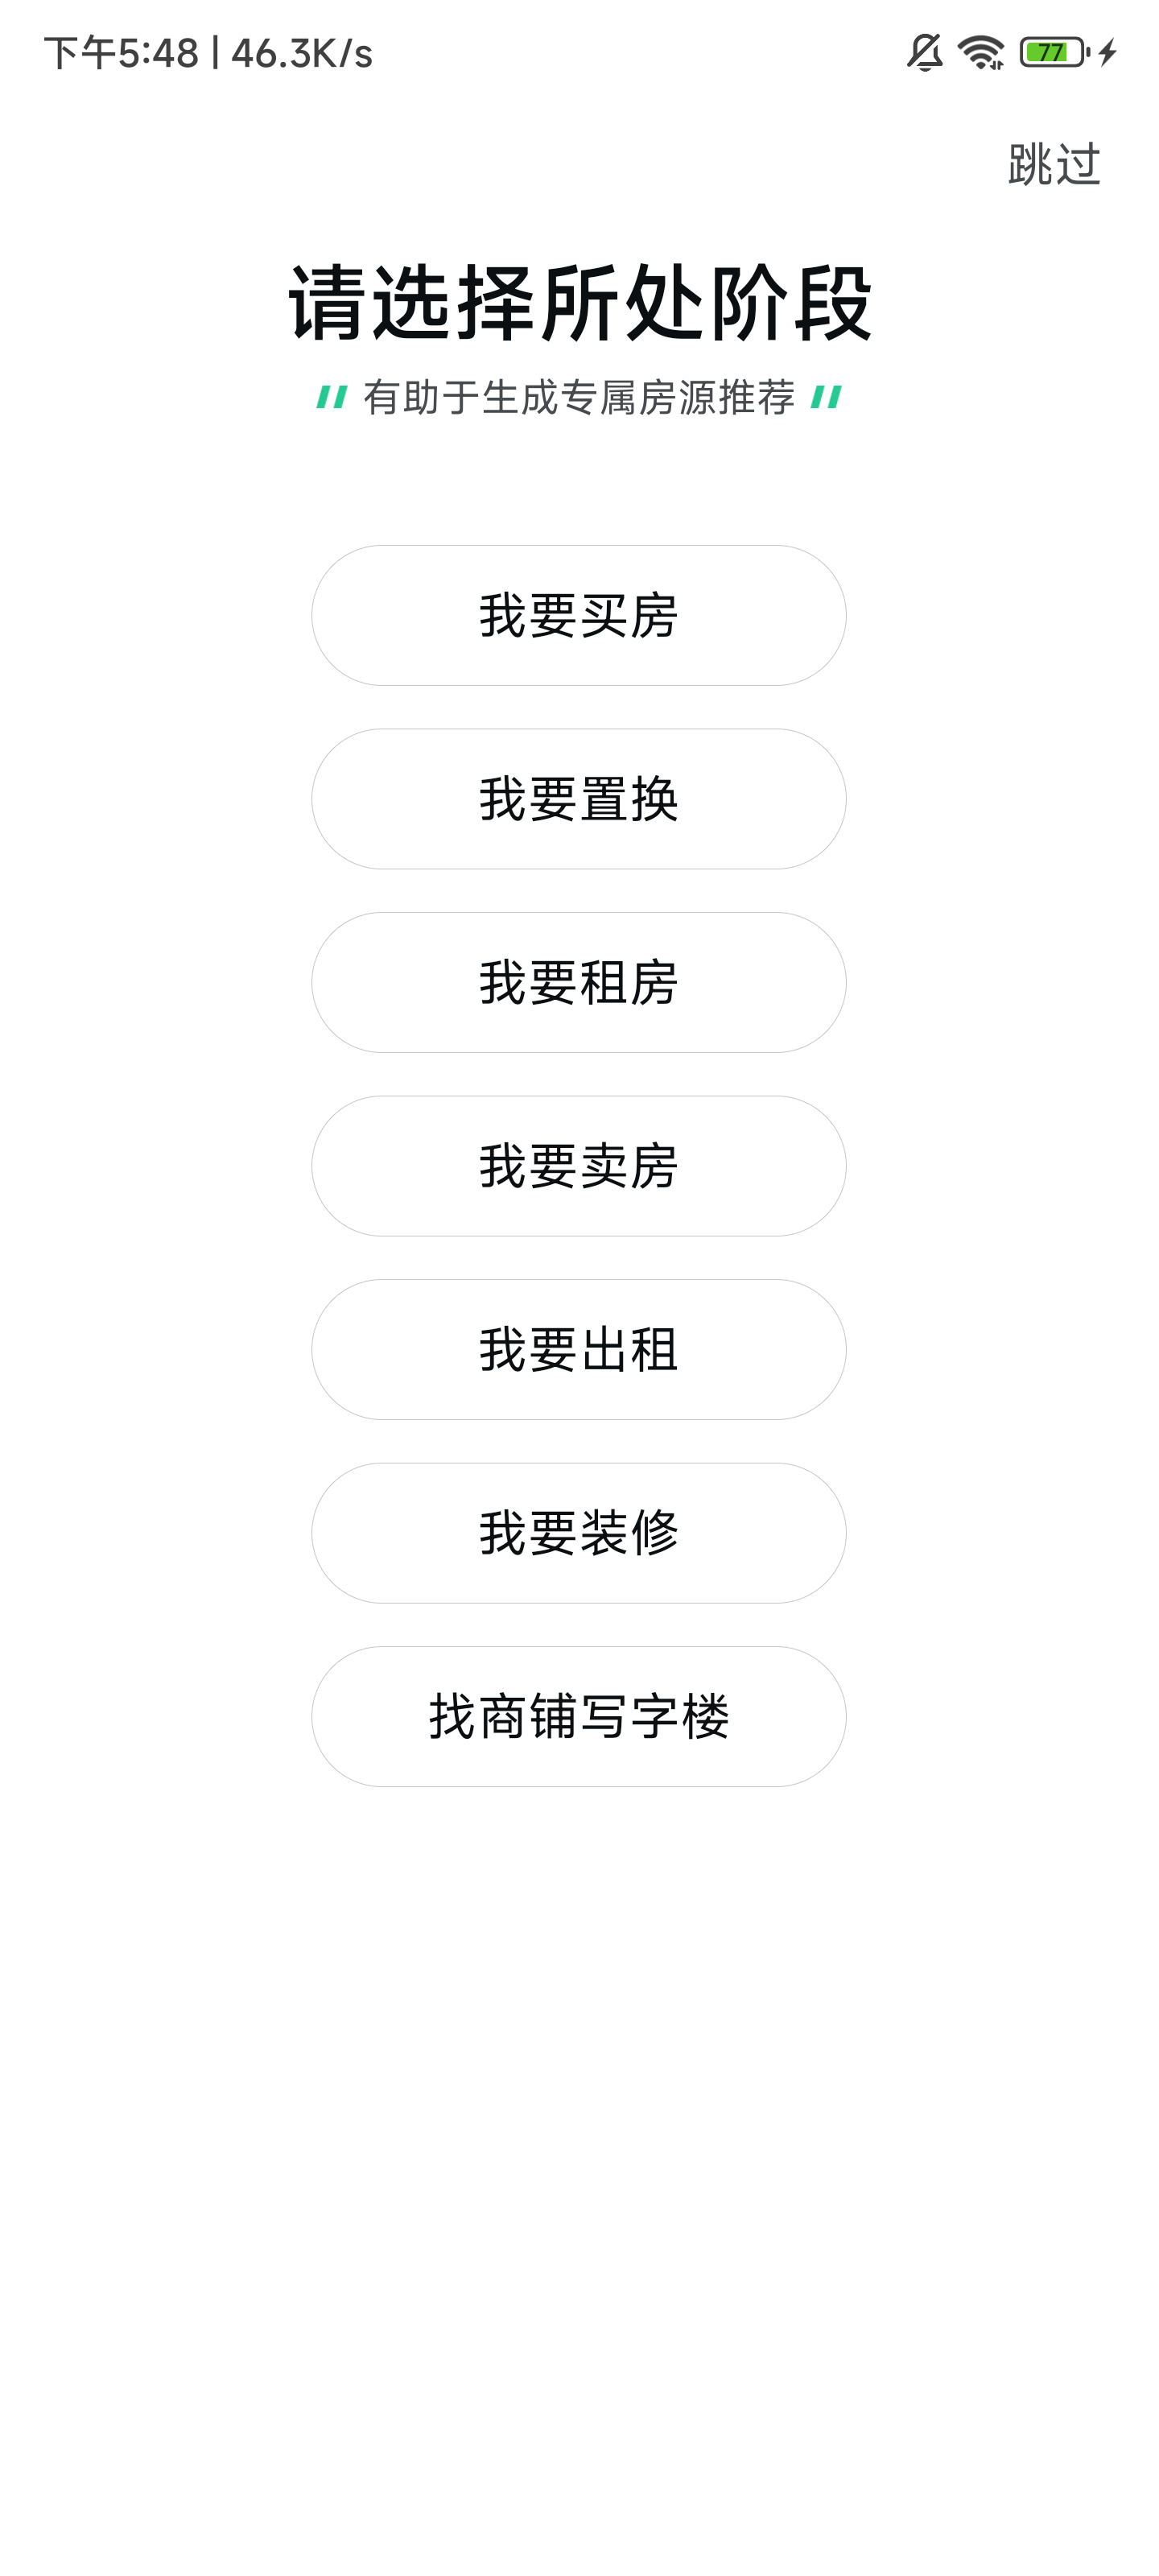 下午5:48 | 46.3K/s
77
跳过
请选择所处阶段
有助于生成专属房源推荐
我要买房
我要置换
我要租房
我要卖房
我要出租
我要装修
找商铺写字楼